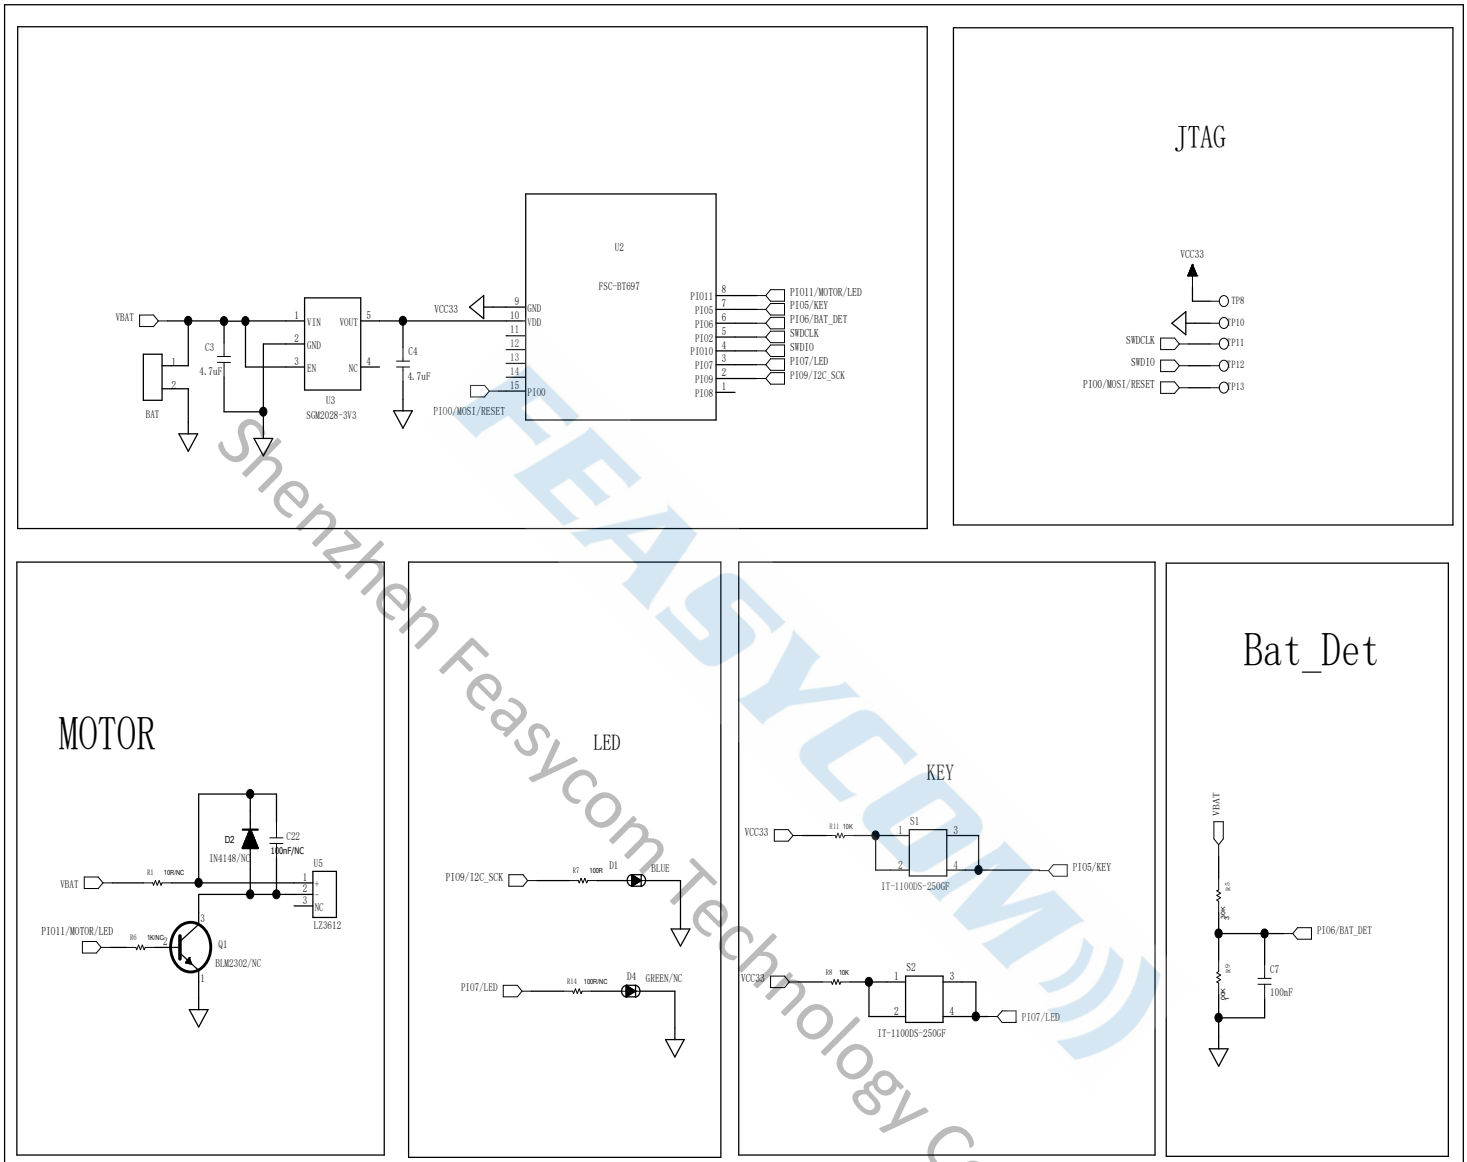 JTAG
U2
FSC-BT697
VCC33
9
GND
10
VDD
11
12
13
14
15
PIO0
PIO0/MOSI/RESET
PIO11
8
PIO11/MOTOR/LED
PIO5
7
PIO5/KEY
PIO6
6
PIO6/BAT_DET
PIO2
5
SWDCLK
PIO10
4
SWDIO
PIO7
3
PIO7/LED
PIO9
2
PIO9/I2C_SCK
PIO8
1
VBAT
1
VIN
VOUT
5
2
GND
3
EN
NC
4
C3
4.7uF
C4
4.7uF
1
2
BAT
U3
SGM2028-3V3
VCC33
TP8
TP10
SWDCLK
TP11
SWDIO
TP12
PIO0/MOSI/RESET
TP13
MOTOR
D2
IN4148/NC
C22
100nF/NC
U5
1
+
2
-
3
NC
LZ3612
VBAT
R1 10R/NC
PIO11/MOTOR/LED
R6 1K/NC
2
3
1
Q1
BLM2302/NC
LED
PIO9/I2C_SCK
R7 100R
D1
BLUE
PIO7/LED
R14 100R/NC
D4
GREEN/NC
KEY
VCC33
R11 10K
S1
1
3
2
4
IT-1100DS-250GF
PIO5/KEY
VCC33
R8 10K
S2
1
3
2
4
IT-1100DS-250GF
PIO7/LED
Bat_Det
VBAT
R5
R9
C7
100nF
PIO6/BAT_DET
FEASYCOM
Shenzhen Feasycom Technology